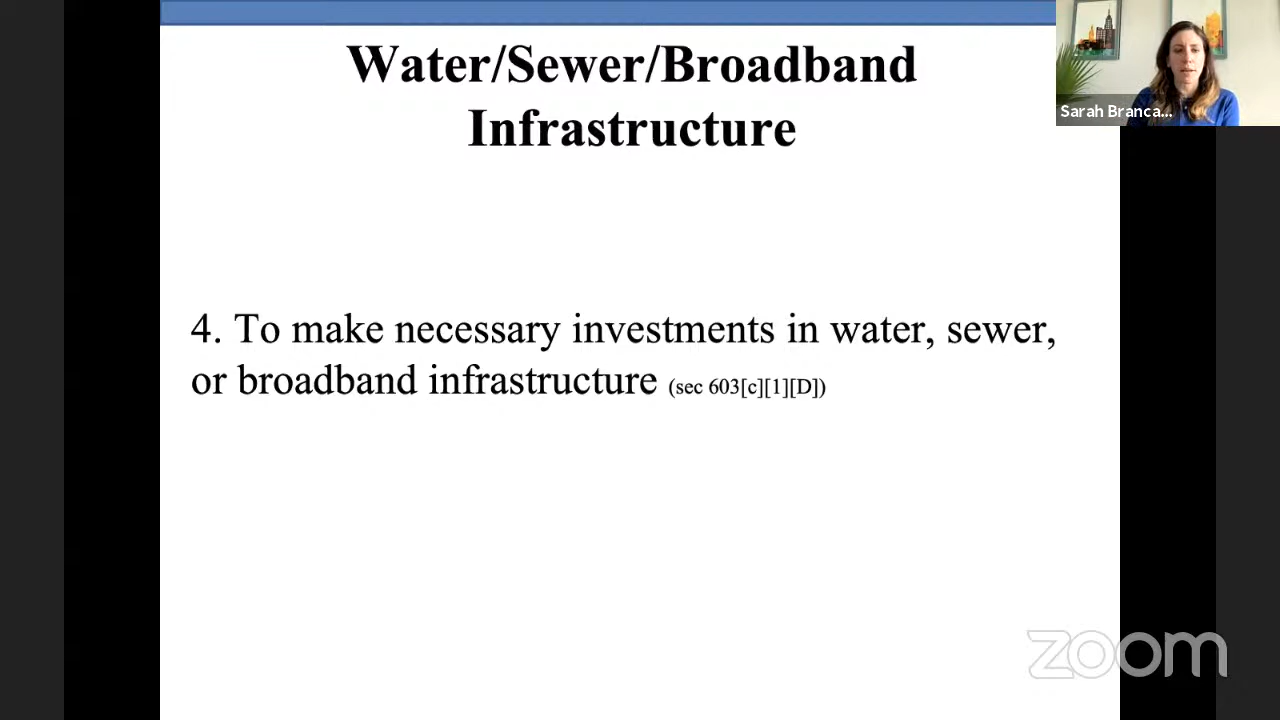 Water/Sewer/Broadband
Infrastructure
Sarah Branca...
4. To make necessary investments in water, sewer,
or broadband infrastructure (sec 603[c][1][D])
zoom